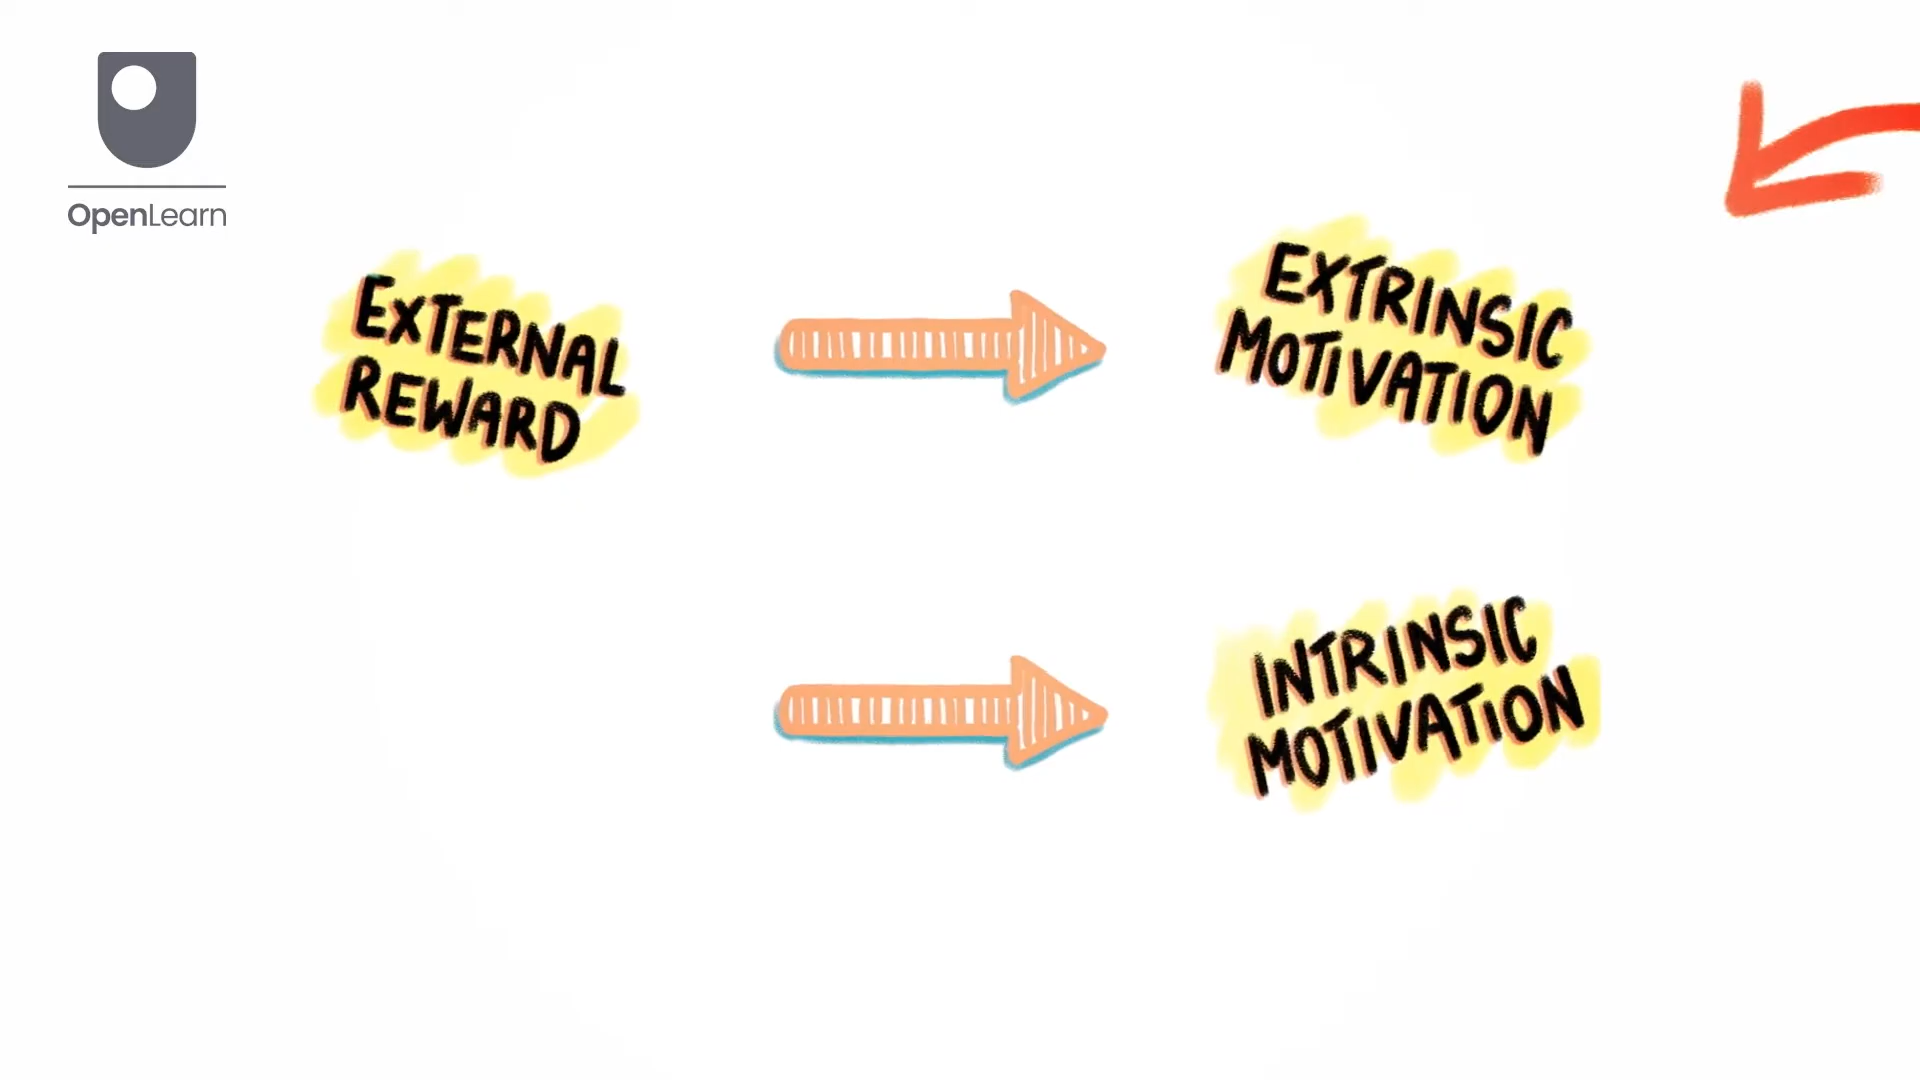 OpenLearn
EXTERNAL
REWARD
EXTRINSIC
MOTIVATION
INTRINSIC
MOTIVATION